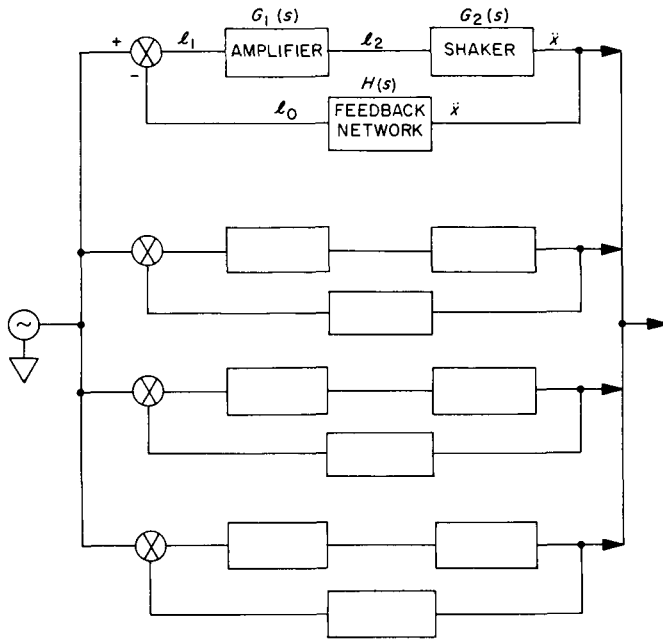 G₁(s) G₂(s)
+ ℓ₁ AMPLIFIER ℓ₂ SHAKER ẍ
−
H(s)
ℓ₀ FEEDBACK ẍ
NETWORK
~